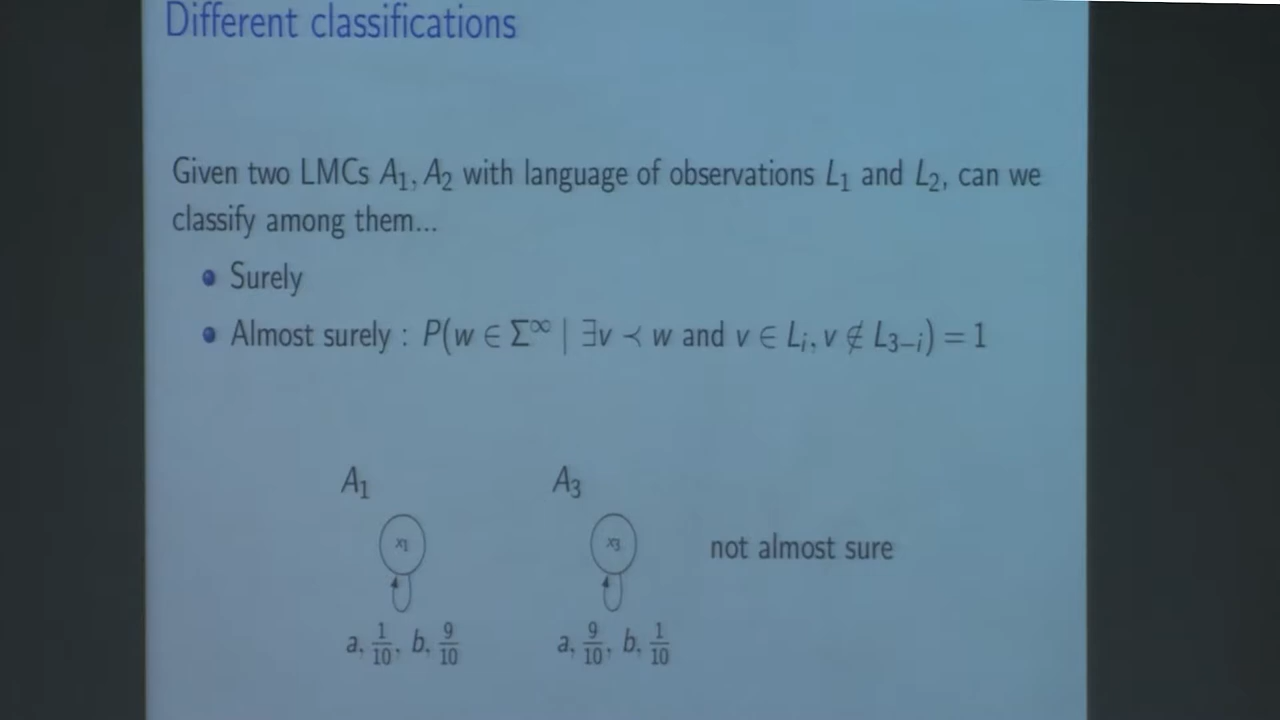 Different classifications
Given two LMCs A₁, A₂ with language of observations L₁ and L₂, can we
classify among them...
Surely
Almost surely : P(w ∈ Σ^∞ | ∃v ≺ w and v ∈ Lᵢ, v ∉ L₃₋ᵢ) = 1
A₁ A₃
x₁ x₃ not almost sure
a, 1/10, b, 9/10 a, 9/10, b, 1/10